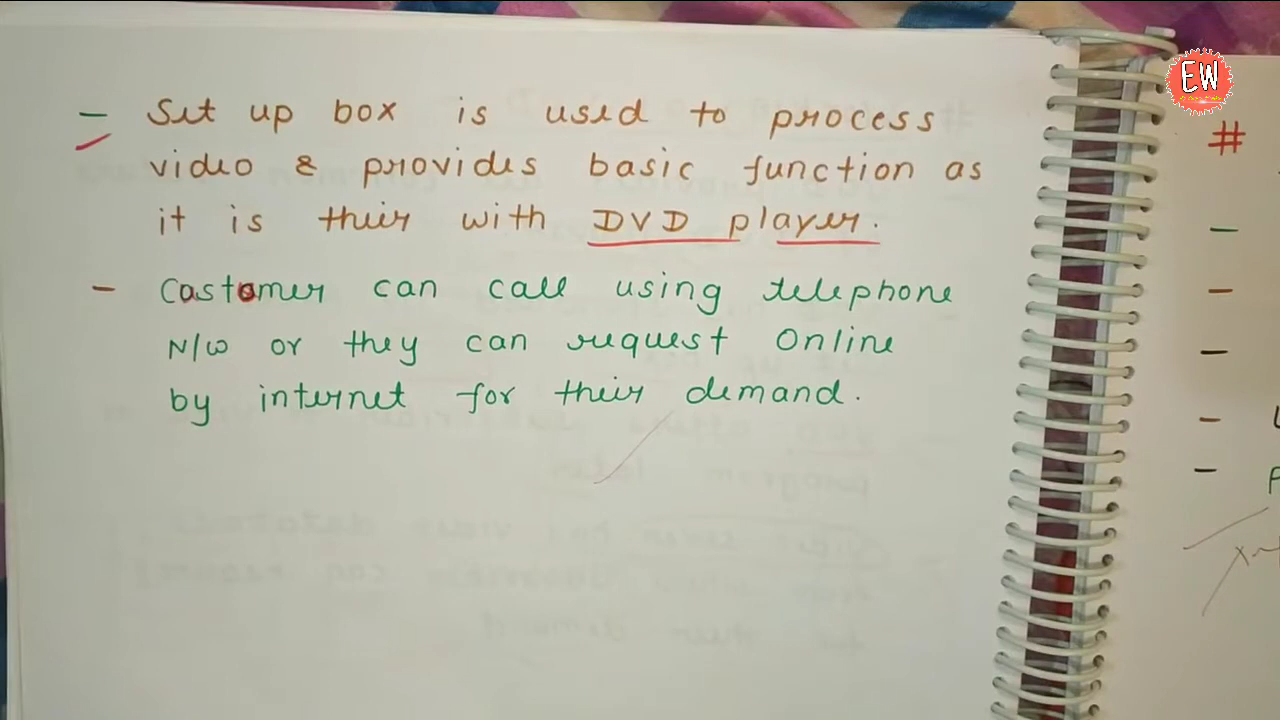 - Set up box is used to process
video & provides basic function as
it is their with DVD player.
- Castomer can call using telephone
N/W or they can request Online
by internet for their demand.
EW
#